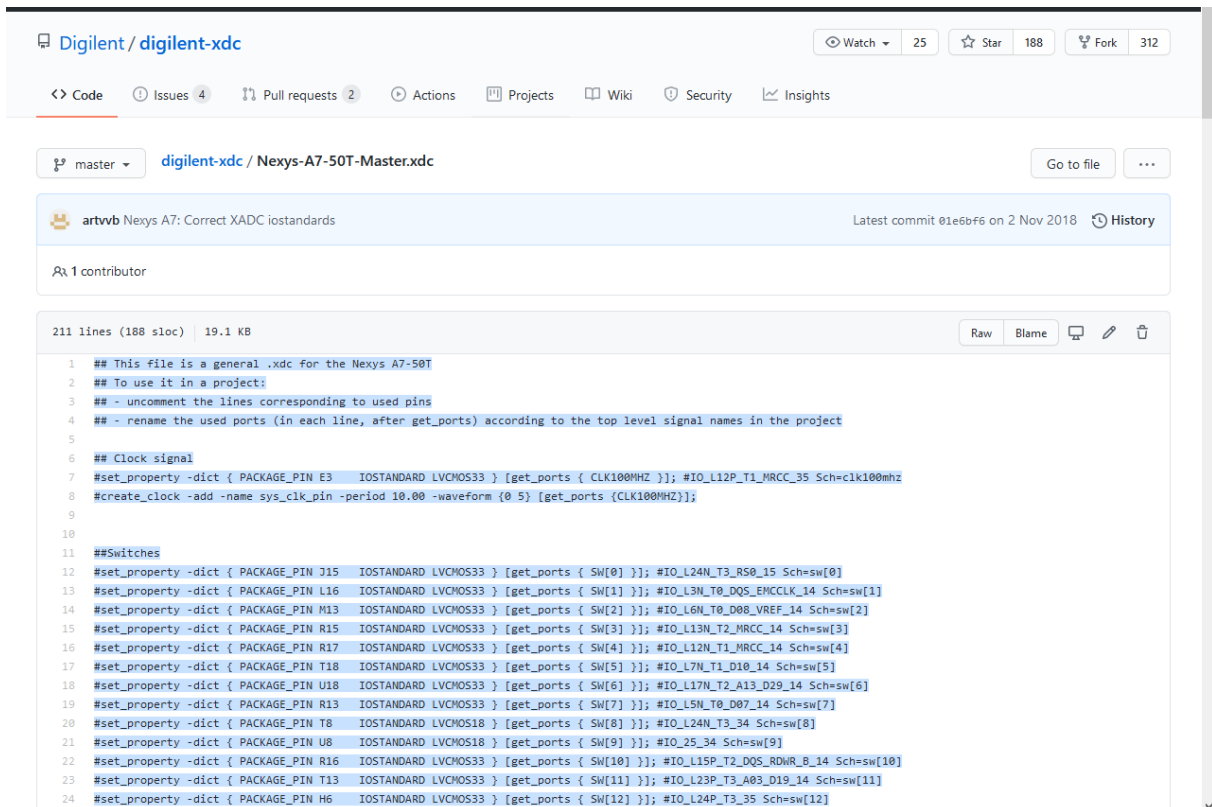 Digilent / digilent-xdc
Watch 25 Star 188 Fork 312
Code Issues 4 Pull requests 2 Actions Projects Wiki Security Insights
master digilent-xdc / Nexys-A7-50T-Master.xdc Go to file ...
artvvb Nexys A7: Correct XADC iostandards Latest commit 01e6bf6 on 2 Nov 2018 History
1 contributor
211 lines (188 sloc) 19.1 KB Raw Blame
1 ## This file is a general .xdc for the Nexys A7-50T
2 ## To use it in a project:
3 ## - uncomment the lines corresponding to used pins
4 ## - rename the used ports (in each line, after get_ports) according to the top level signal names in the project
5
6 ## Clock signal
7 #set_property -dict { PACKAGE_PIN E3    IOSTANDARD LVCMOS33 } [get_ports { CLK100MHZ }]; #IO_L12P_T1_MRCC_35 Sch=clk100mhz
8 #create_clock -add -name sys_clk_pin -period 10.00 -waveform {0 5} [get_ports {CLK100MHZ}];
9
10
11 ##Switches
12 #set_property -dict { PACKAGE_PIN J15   IOSTANDARD LVCMOS33 } [get_ports { SW[0] }]; #IO_L24N_T3_RS0_15 Sch=sw[0]
13 #set_property -dict { PACKAGE_PIN L16   IOSTANDARD LVCMOS33 } [get_ports { SW[1] }]; #IO_L3N_T0_DQS_EMCCLK_14 Sch=sw[1]
14 #set_property -dict { PACKAGE_PIN M13   IOSTANDARD LVCMOS33 } [get_ports { SW[2] }]; #IO_L6N_T0_D08_VREF_14 Sch=sw[2]
15 #set_property -dict { PACKAGE_PIN R15   IOSTANDARD LVCMOS33 } [get_ports { SW[3] }]; #IO_L13N_T2_MRCC_14 Sch=sw[3]
16 #set_property -dict { PACKAGE_PIN R17   IOSTANDARD LVCMOS33 } [get_ports { SW[4] }]; #IO_L12N_T1_MRCC_14 Sch=sw[4]
17 #set_property -dict { PACKAGE_PIN T18   IOSTANDARD LVCMOS33 } [get_ports { SW[5] }]; #IO_L7N_T1_D10_14 Sch=sw[5]
18 #set_property -dict { PACKAGE_PIN U18   IOSTANDARD LVCMOS33 } [get_ports { SW[6] }]; #IO_L17N_T2_A13_D29_14 Sch=sw[6]
19 #set_property -dict { PACKAGE_PIN R13   IOSTANDARD LVCMOS33 } [get_ports { SW[7] }]; #IO_L5N_T0_D07_14 Sch=sw[7]
20 #set_property -dict { PACKAGE_PIN T8    IOSTANDARD LVCMOS18 } [get_ports { SW[8] }]; #IO_L24N_T3_34 Sch=sw[8]
21 #set_property -dict { PACKAGE_PIN U8    IOSTANDARD LVCMOS18 } [get_ports { SW[9] }]; #IO_25_34 Sch=sw[9]
22 #set_property -dict { PACKAGE_PIN R16   IOSTANDARD LVCMOS33 } [get_ports { SW[10] }]; #IO_L15P_T2_DQS_RDWR_B_14 Sch=sw[10]
23 #set_property -dict { PACKAGE_PIN T13   IOSTANDARD LVCMOS33 } [get_ports { SW[11] }]; #IO_L23P_T3_A03_D19_14 Sch=sw[11]
24 #set_property -dict { PACKAGE_PIN H6    IOSTANDARD LVCMOS33 } [get_ports { SW[12] }]; #IO_L24P_T3_35 Sch=sw[12]